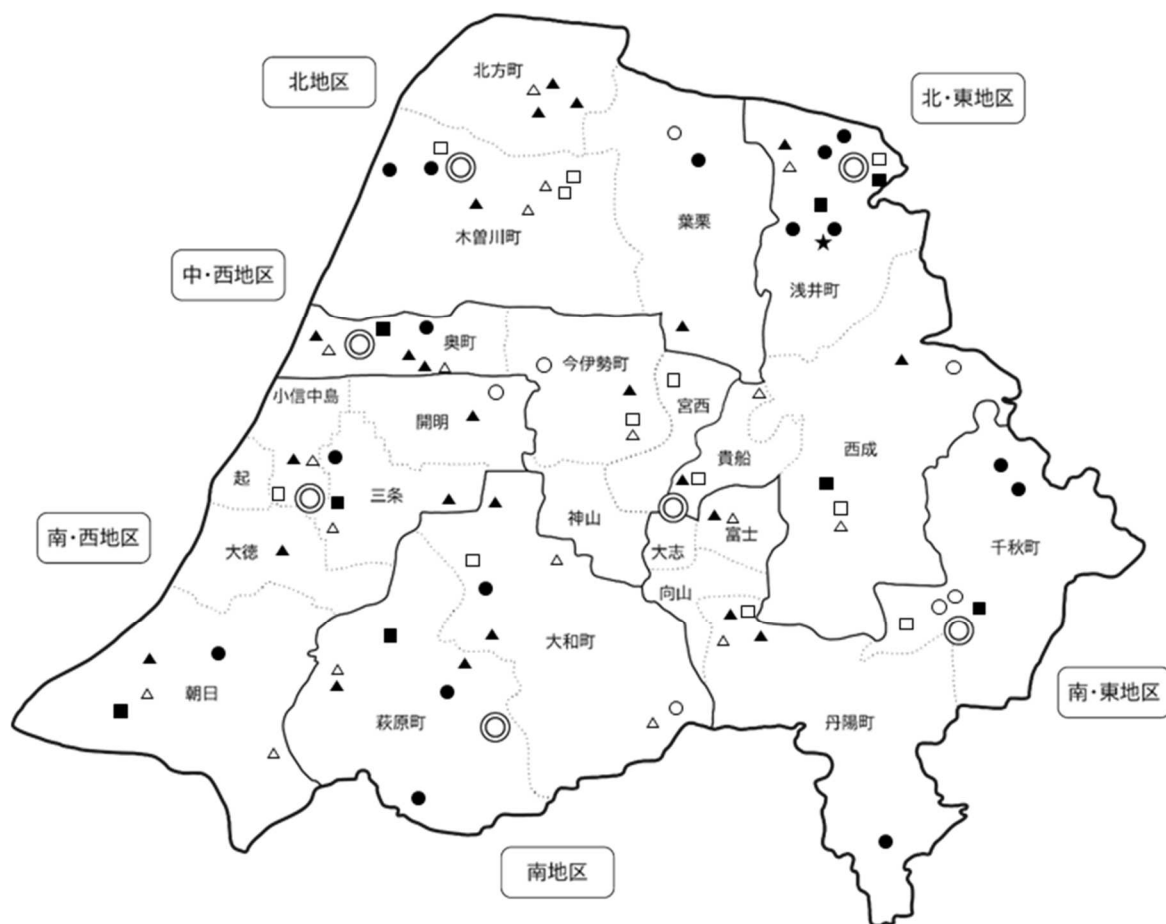 北方町
北地区
北・東地区
葉栗
木曽川町
中・西地区
浅井町
奥町
今伊勢町
小信中島
宮西
開明
貴船
西成
起
三条
神山
富士
南・西地区
大徳
大志
千秋町
向山
大和町
朝日
南・東地区
萩原町
丹陽町
南地区